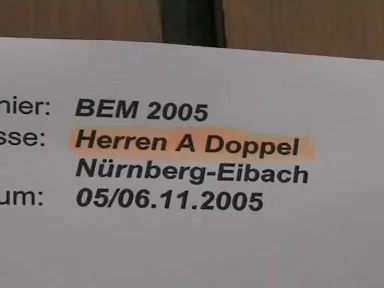 nier: BEM 2005
sse: Herren A Doppel
Nürnberg-Eibach
um: 05/06.11.2005